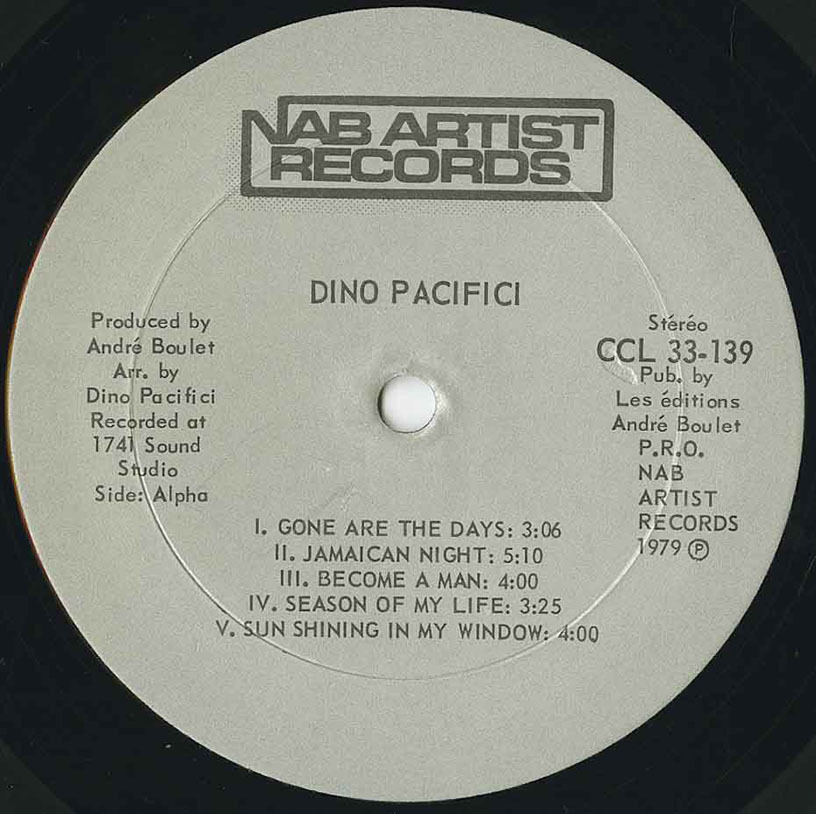 NAB ARTIST
RECORDS
DINO PACIFICI
Produced by
André Boulet
Arr. by
Dino Pacifici
Recorded at
1741 Sound
Studio
Side: Alpha
Stéréo
CCL 33-139
Pub. by
Les éditions
André Boulet
P.R.O.
NAB
ARTIST
RECORDS
1979 Ⓟ
I. GONE ARE THE DAYS: 3:06
II. JAMAICAN NIGHT: 5:10
III. BECOME A MAN: 4:00
IV. SEASON OF MY LIFE: 3:25
V. SUN SHINING IN MY WINDOW: 4:00